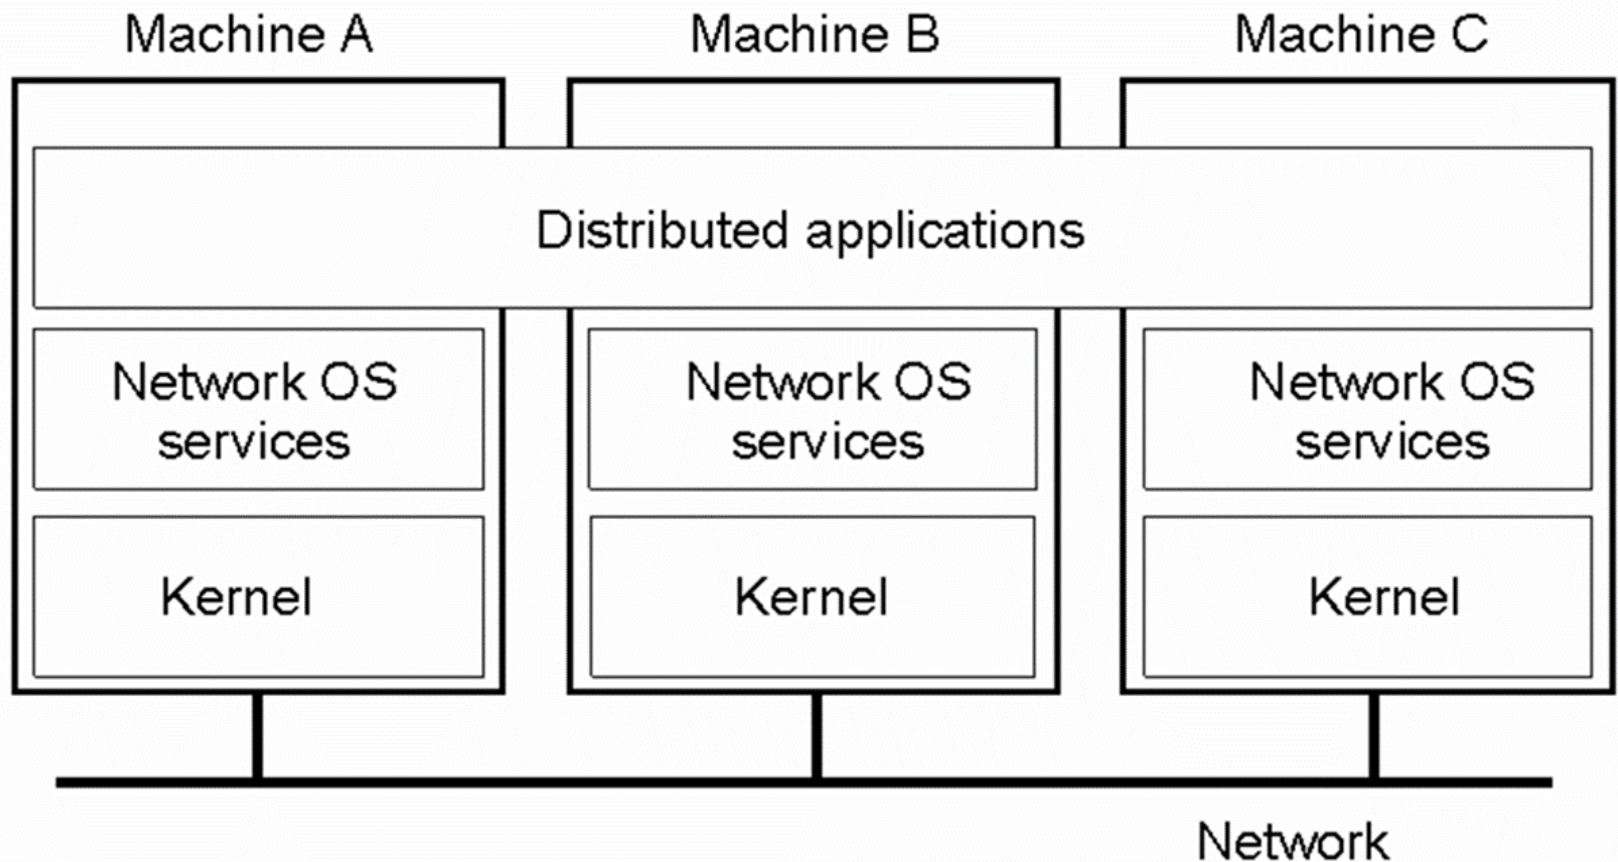 Machine A
Machine B
Machine C
Distributed applications
Network OS
services
Network OS
services
Network OS
services
Kernel
Kernel
Kernel
Network